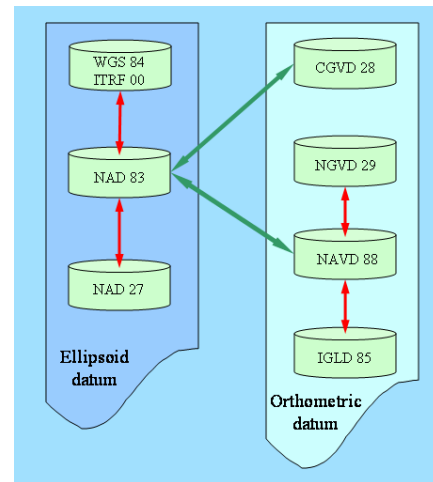 WGS 84
ITRF 00
NAD 83
NAD 27
Ellipsoid
datum
CGVD 28
NGVD 29
NAVD 88
IGLD 85
Orthometric
datum